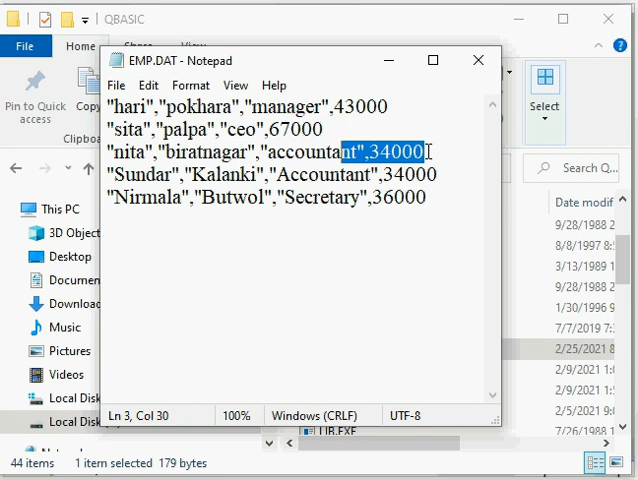 QBASIC
File
Home
EMP.DAT - Notepad
File Edit Format View Help
"hari","pokhara","manager",43000
"sita","palpa","ceo",67000
"nita","biratnagar","accountant",34000
"Sundar","Kalanki","Accountant",34000
"Nirmala","Butwol","Secretary",36000
Ln 3, Col 30 100% Windows (CRLF) UTF-8
Pin to Quick
access
Copy
Select
Search Q...
This PC
3D Object
Desktop
Documen
Downloa
Music
Pictures
Videos
Local Disk
Local Disk
Date modif
9/28/1988 2
8/8/1997 8:
3/13/1989 1
9/28/1988 2
1/30/1996 9
7/7/2019 7:
2/25/2021 8
2/9/2021 1:
2/9/2021 1:
2/5/2021 9:
7/26/1988
LIB.EXE
44 items 1 item selected 179 bytes